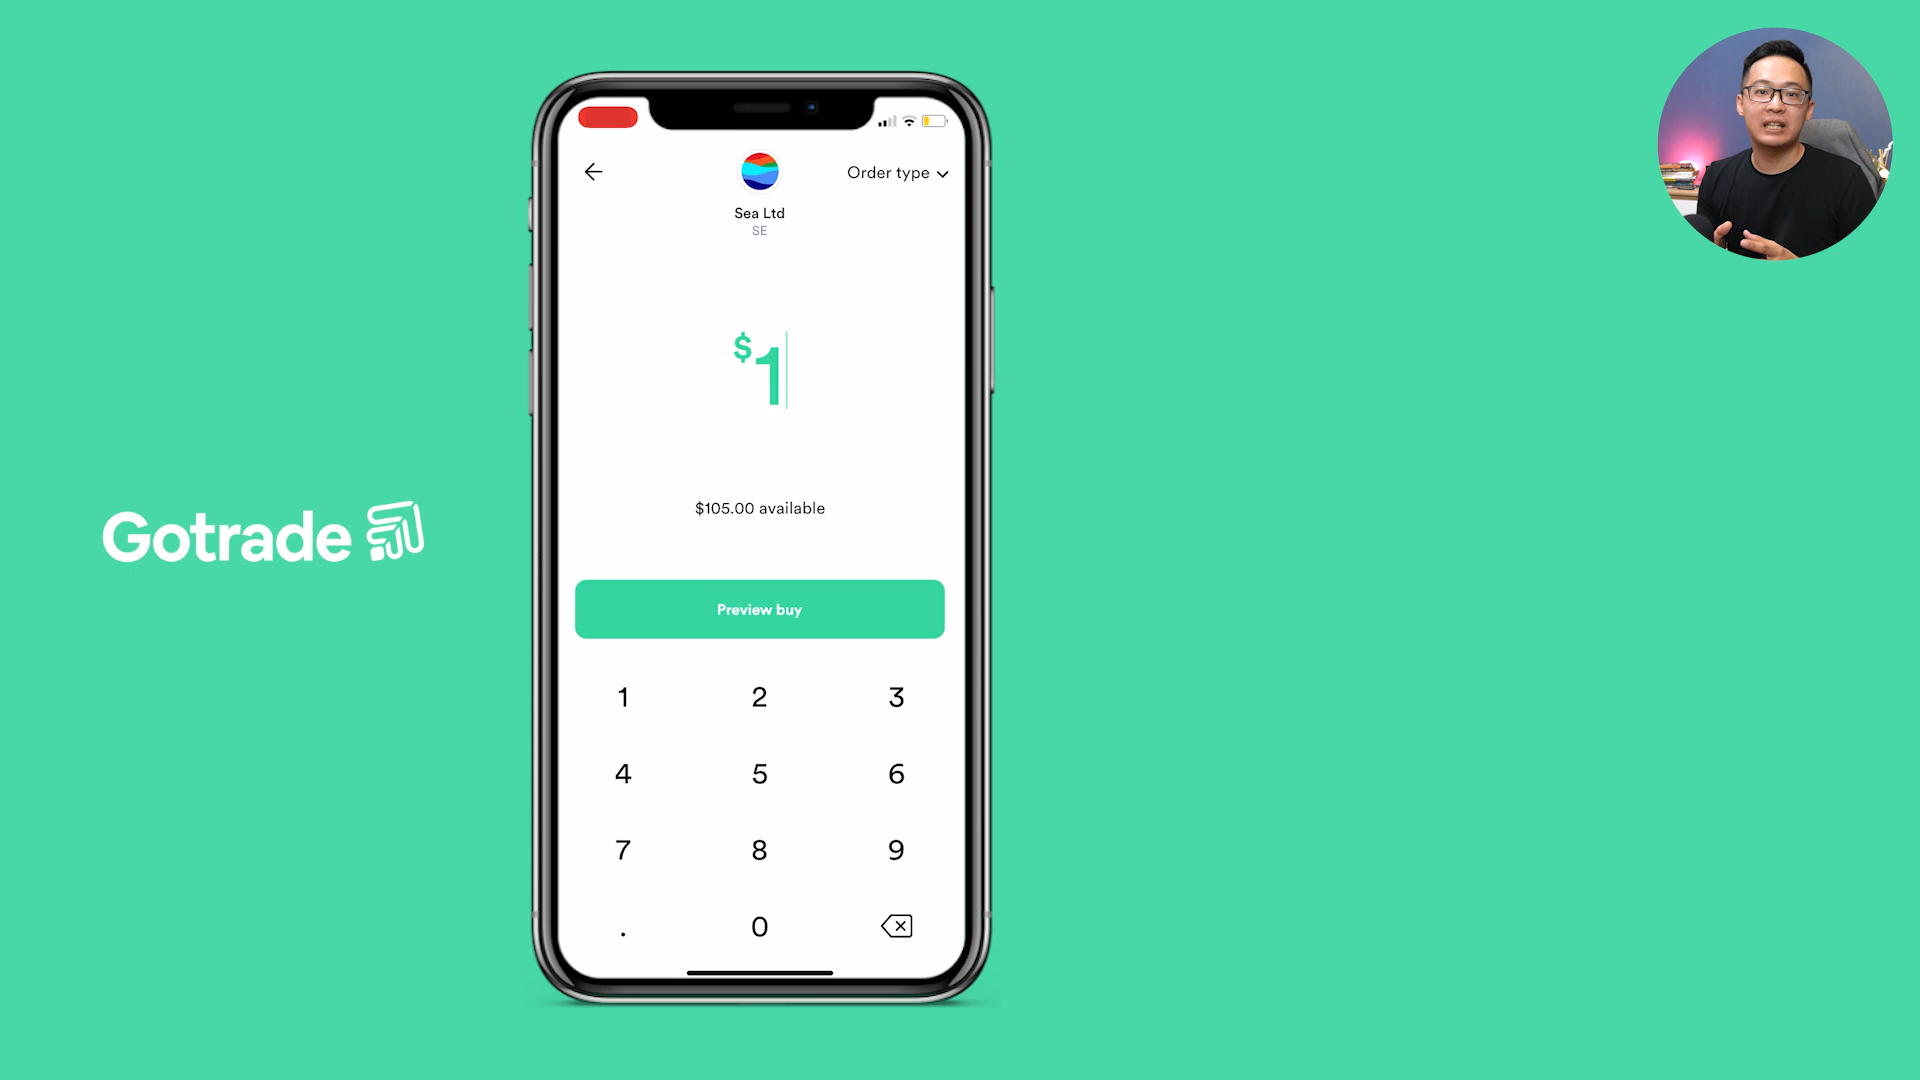 Gotrade
Order type
Sea Ltd
SE
$1
$105.00 available
Preview buy
1 2 3
4 5 6
7 8 9
. 0